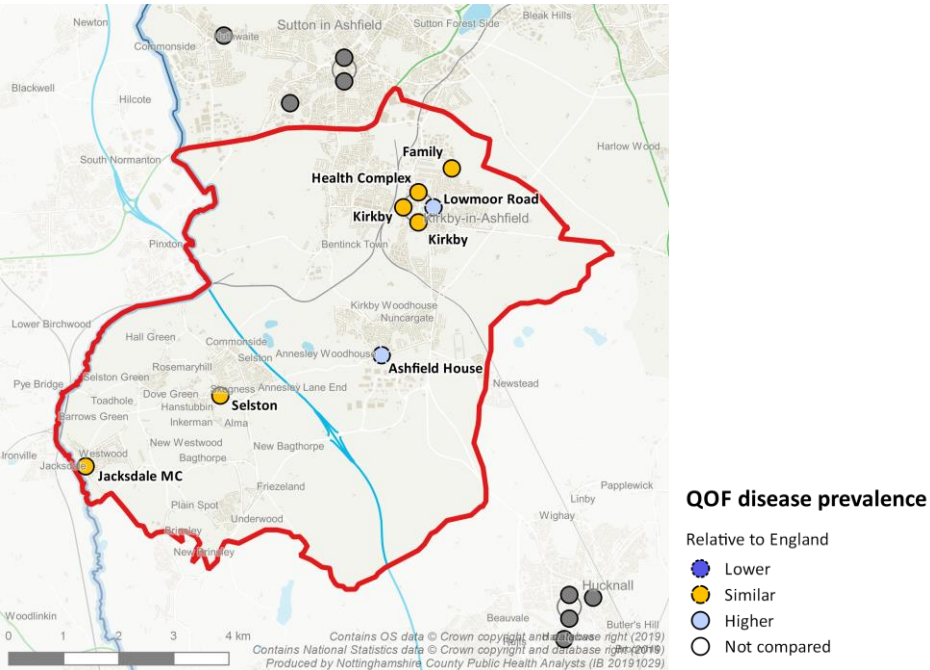 Newton
Sutton in Ashfield
Sutton Forest Side
Bleak Hills
Commonside
Blackwell
Hilcote
Harlow Wood
South Normanton
Family
Health Complex
Lowmoor Road
Kirkby
Kirkby-in-Ashfield
Kirkby
Pinxton
Bentinck Town
Kirkby Woodhouse
Nuncargate
Lower Birchwood
Hall Green
Commonside
Selston
Annesley Woodhouse
Ashfield House
Rosemaryhill
Pye Bridge
Selston Green
Newstead
Toadhole
Dove Green
Annesley Lane End
Hanstubbin
Selston
Barrows Green
Inkerman
Alma
New Westwood
New Bagthorpe
Ironville
Westwood
Bagthorpe
Jacksdale
Jacksdale MC
Friezeland
Papplewick
Linby
Plain Spot
Underwood
Wighay
Brinsley
New Brinsley
Hucknall
Woodlinkin
Beauvale
Butler's Hill
0 1 2 3 4 km
Contains OS data © Crown copyright and database right (2019)
Contains National Statistics data © Crown copyright and database right (2019)
Produced by Nottinghamshire County Public Health Analysts (IB 20191029)
QOF disease prevalence
Relative to England
Lower
Similar
Higher
Not compared